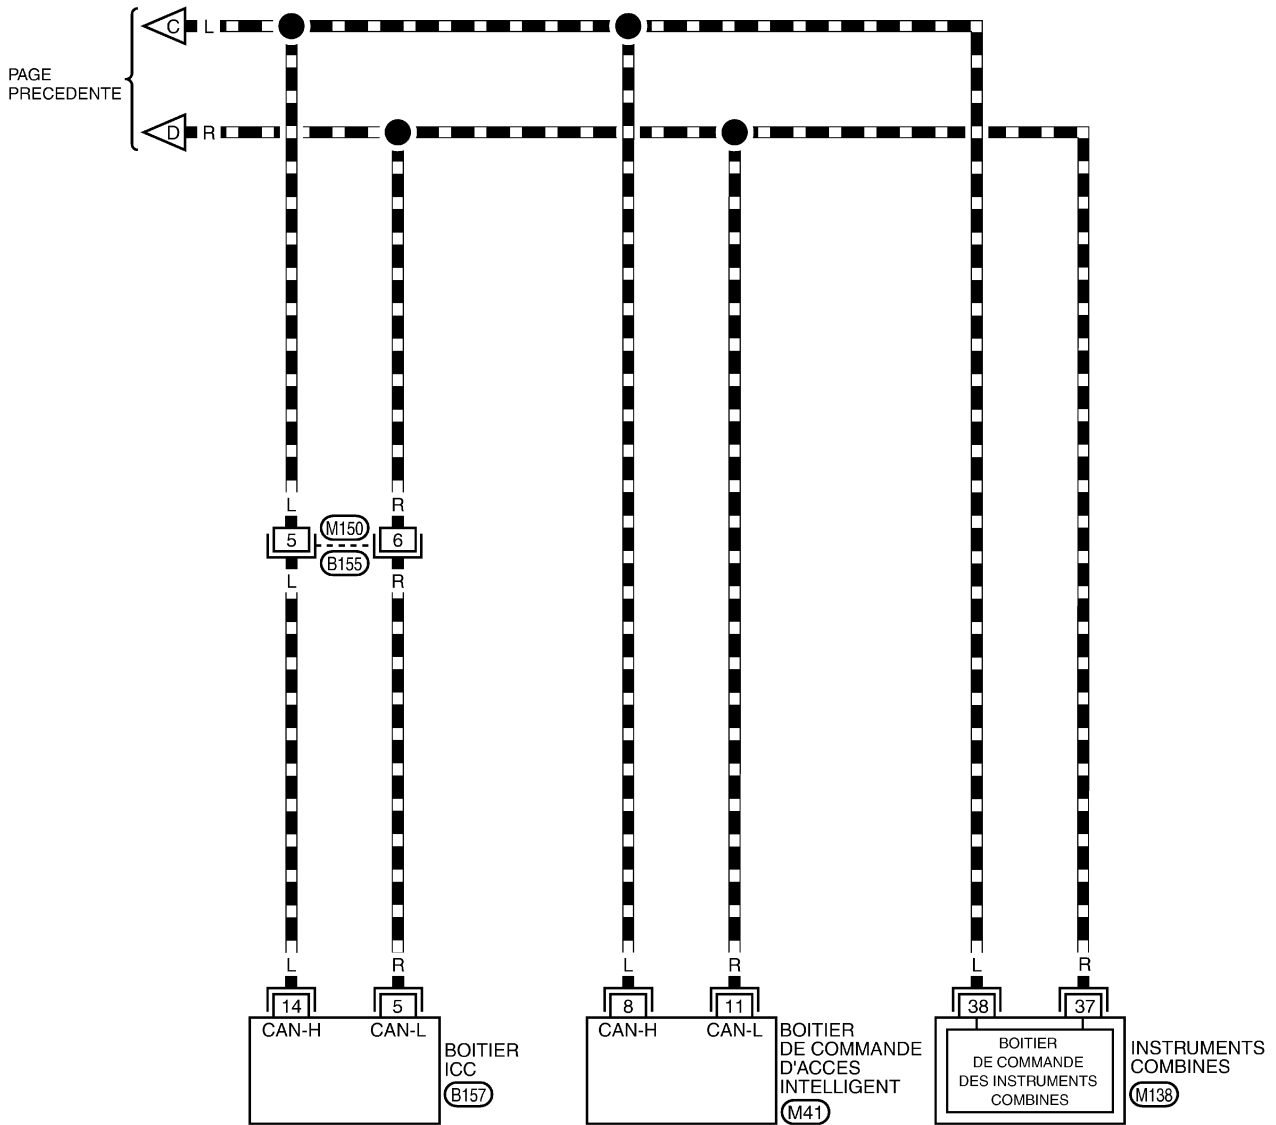 C L
PAGE
PRECEDENTE
D R
L R
5 M150 6
B155
L R
L R L R L R
14 5 8 11 38 37
CAN-H CAN-L CAN-H CAN-L
BOITIER
ICC
B157
BOITIER
DE COMMANDE
D'ACCES
INTELLIGENT
M41
BOITIER
DE COMMANDE
DES INSTRUMENTS
COMBINES
INSTRUMENTS
COMBINES
M138